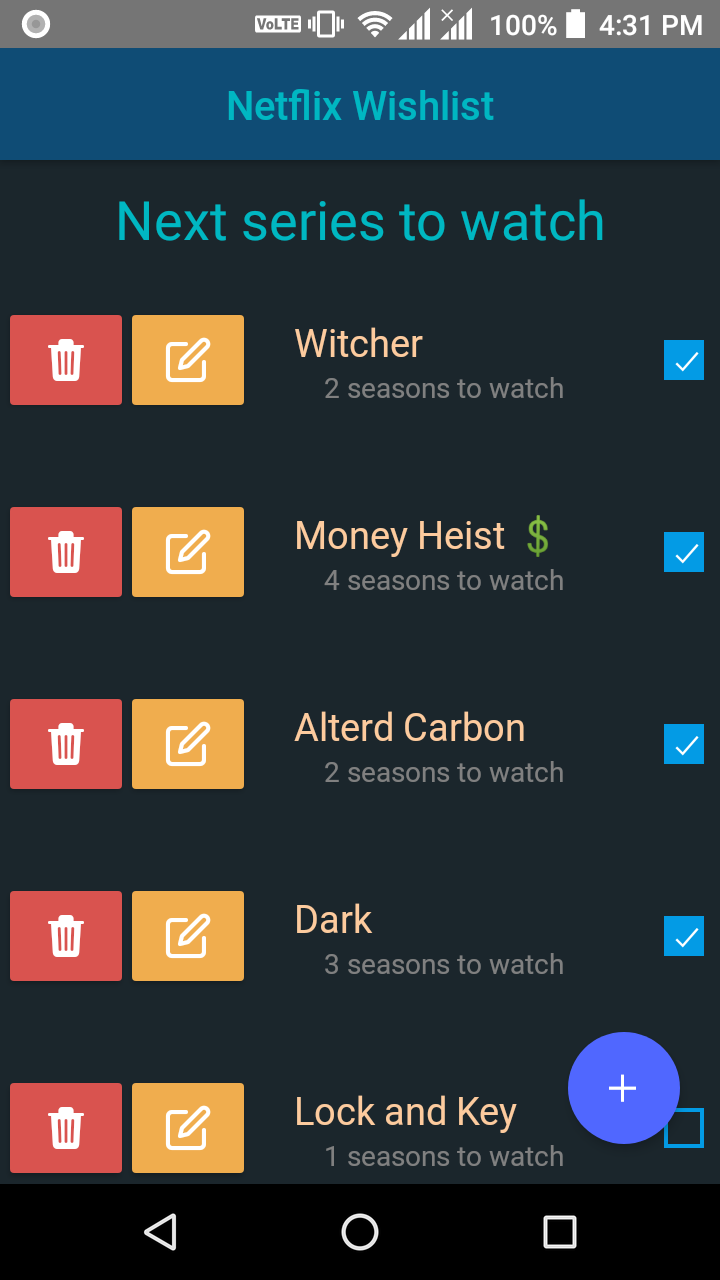 VoLTE 100% 4:31 PM
Netflix Wishlist
Next series to watch
Witcher
2 seasons to watch
Money Heist 💲
4 seasons to watch
Alterd Carbon
2 seasons to watch
Dark
3 seasons to watch
Lock and Key
1 seasons to watch